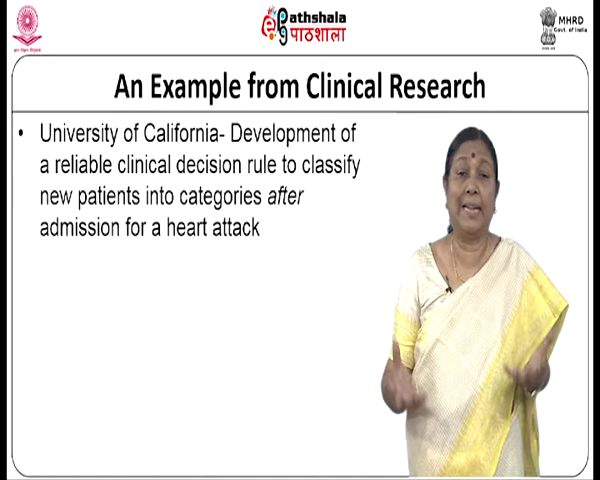 ePathshala
पाठशाला
MHRD
Govt. of India
An Example from Clinical Research
• University of California- Development of
a reliable clinical decision rule to classify
new patients into categories after
admission for a heart attack